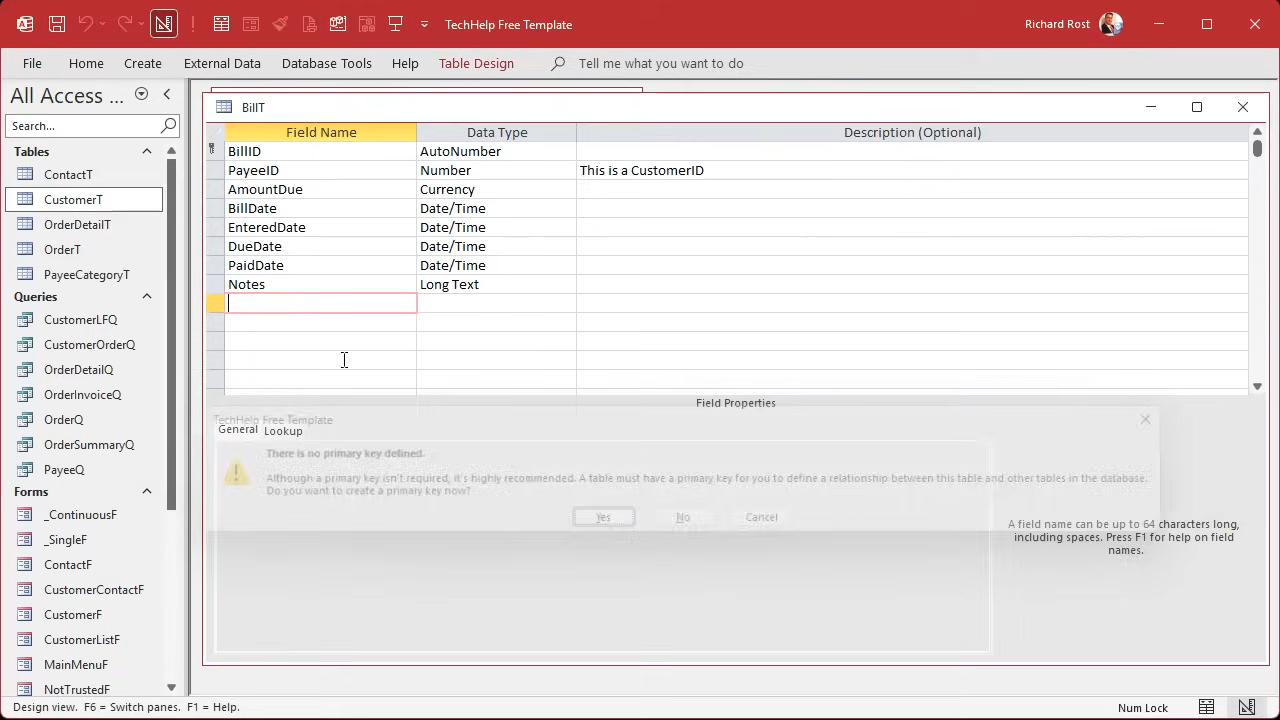 TechHelp Free Template
Richard Rost
File
Home
Create
External Data
Database Tools
Help
Table Design
Tell me what you want to do
All Access ...
Search...
Tables
ContactT
CustomerT
OrderDetailT
OrderT
PayeeCategoryT
Queries
CustomerLFQ
CustomerOrderQ
OrderDetailQ
OrderInvoiceQ
OrderQ
OrderSummaryQ
PayeeQ
Forms
_ContinuousF
_SingleF
ContactF
CustomerContactF
CustomerF
CustomerListF
MainMenuF
NotTrustedF
BillT
Field Name Data Type Description (Optional)
BillID AutoNumber
PayeeID Number This is a CustomerID
AmountDue Currency
BillDate Date/Time
EnteredDate Date/Time
DueDate Date/Time
PaidDate Date/Time
Notes Long Text
Field Properties
TechHelp Free Template
General Lookup
There is no primary key defined.
Although a primary key isn't required, it's highly recommended. A table must have a primary key for you to define a relationship between this table and other tables in the database.
Do you want to create a primary key now?
Yes No Cancel
A field name can be up to 64 characters long,
including spaces. Press F1 for help on field
names.
Design view. F6 = Switch panes. F1 = Help.
Num Lock